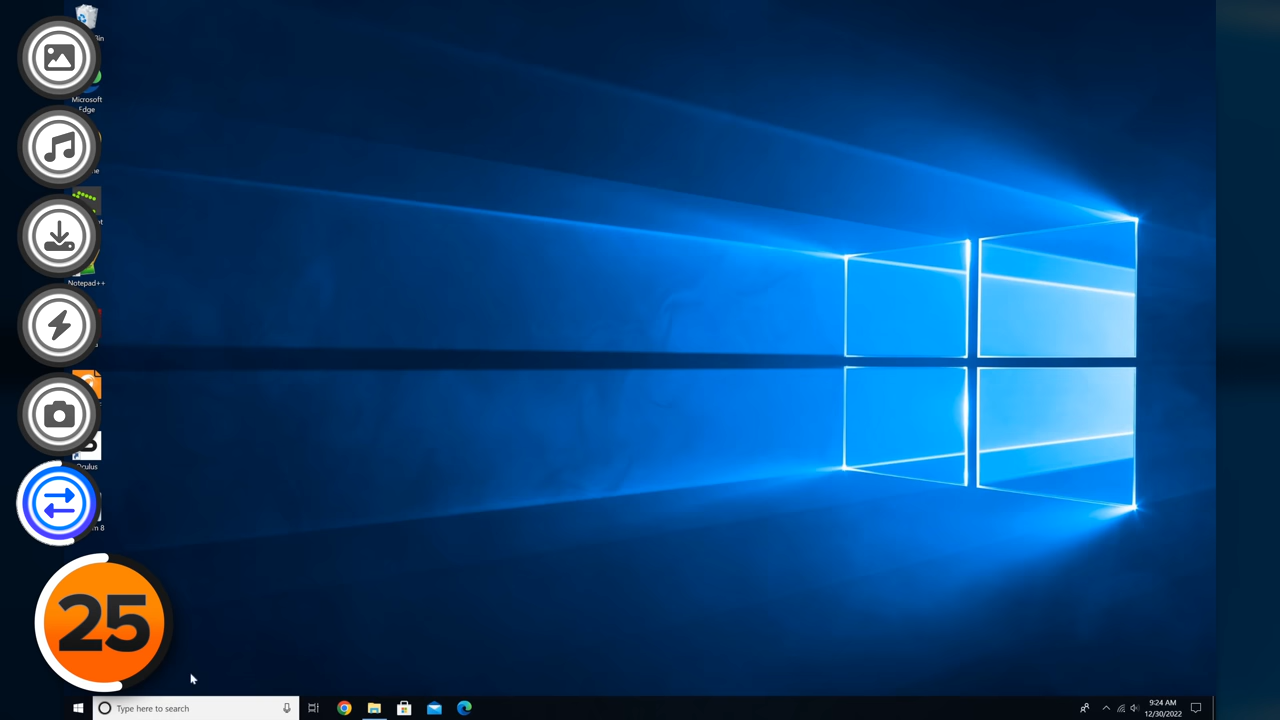 Microsoft
Edge
Notepad++
Oculus
25
Type here to search
9:24 AM
12/30/2022